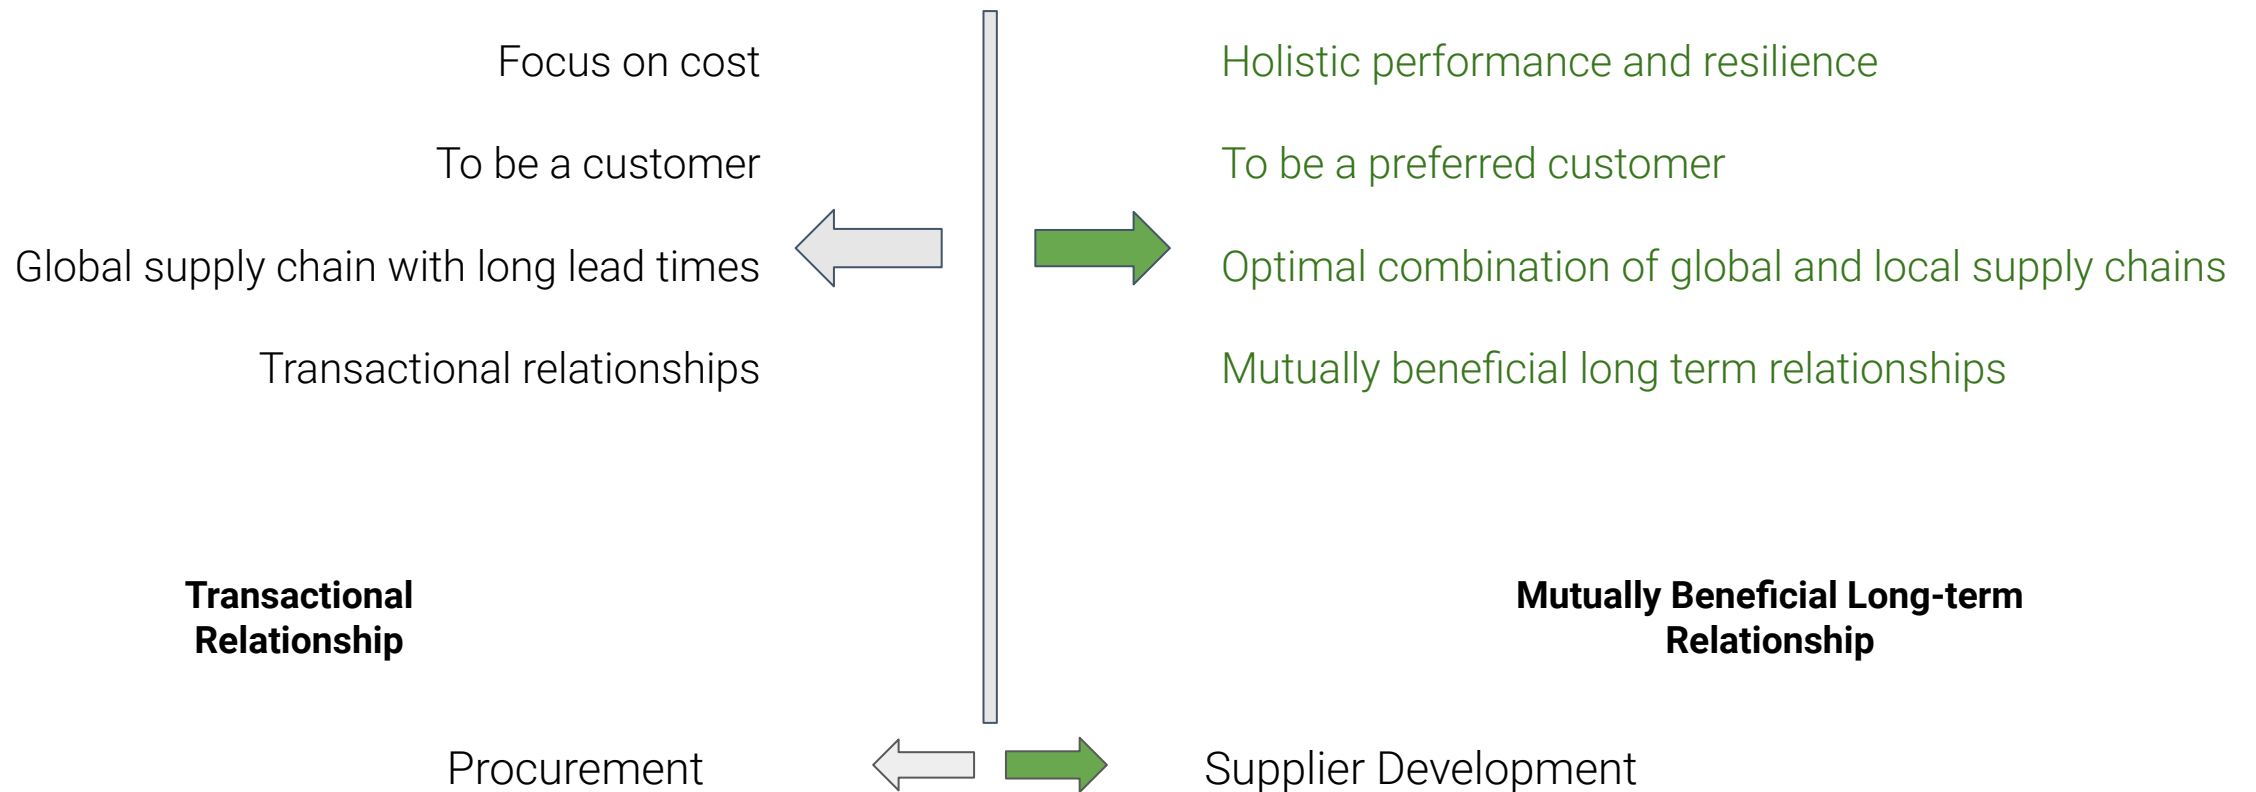 Focus on cost
To be a customer
Global supply chain with long lead times
Transactional relationships
Holistic performance and resilience
To be a preferred customer
Optimal combination of global and local supply chains
Mutually beneficial long term relationships
Transactional
Relationship
Mutually Beneficial Long-term
Relationship
Procurement
Supplier Development